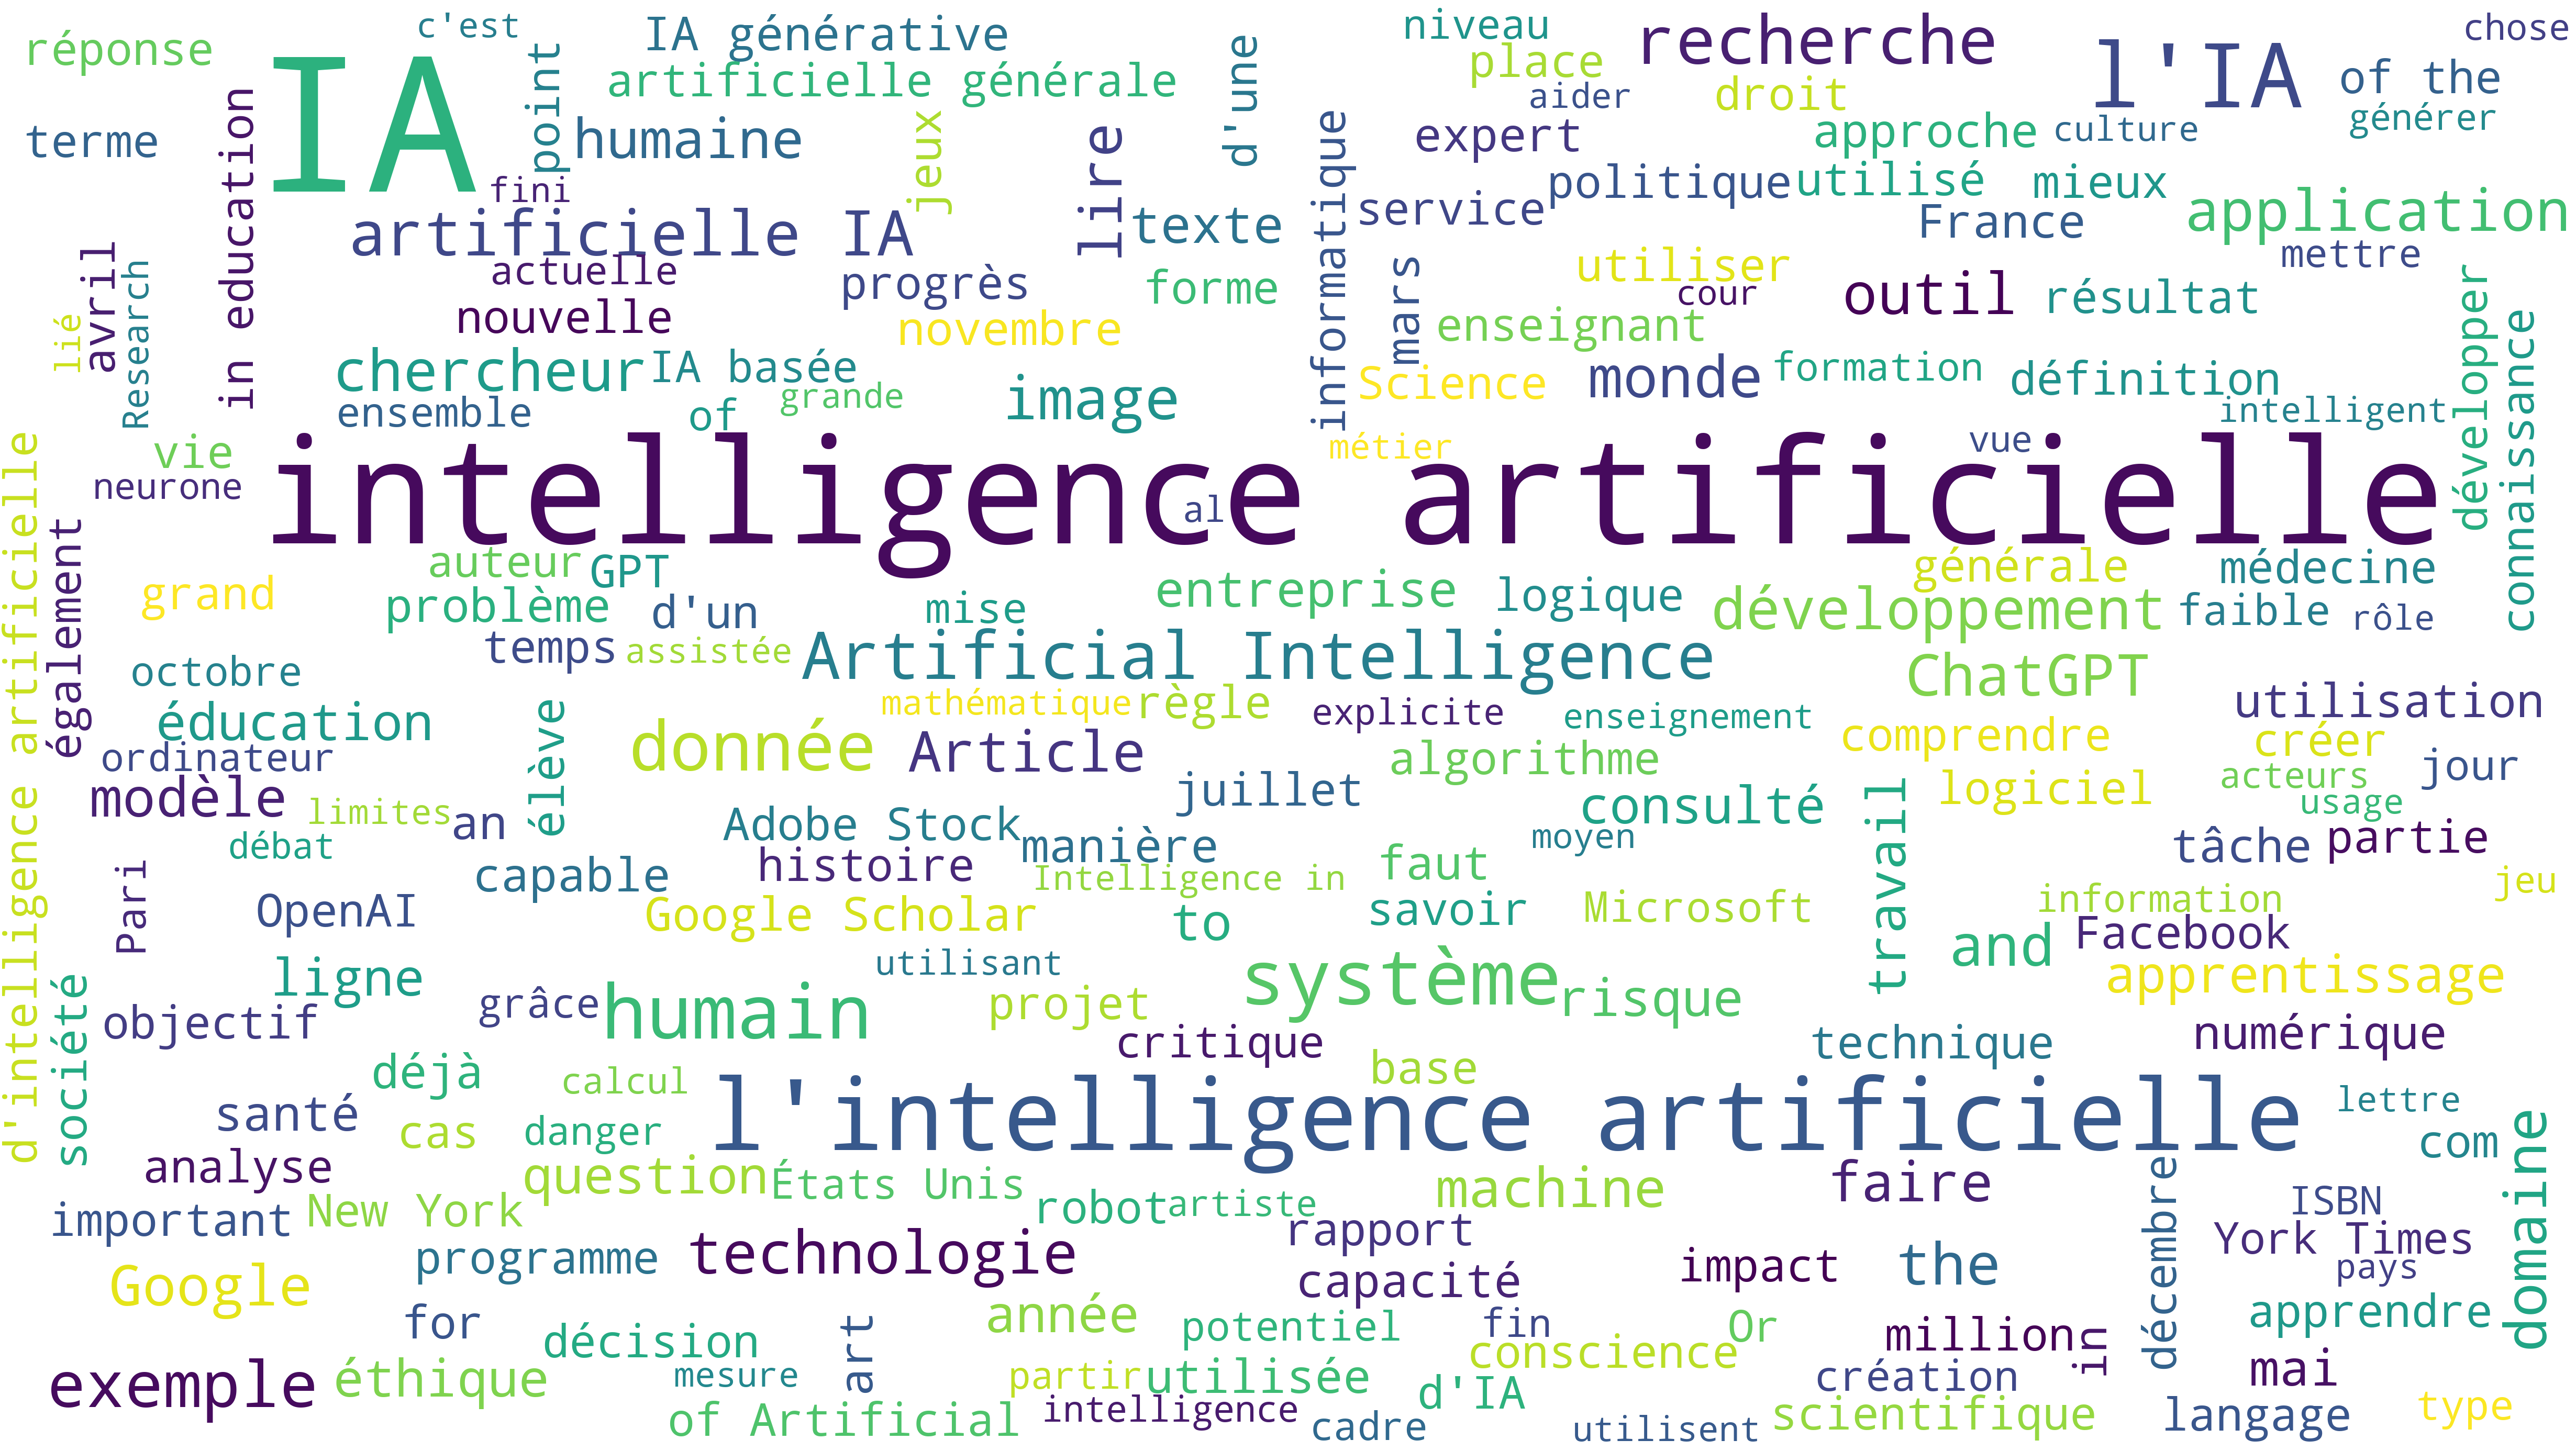 c'est
IA générative
niveau
recherche
chose
réponse
IA
point
artificielle générale
d'une
place
l'IA
of the
aider
droit
générer
terme
in education
humaine
jeux
lire
informatique
expert
approche
culture
fini
politique
utilisé
mieux
artificielle IA
texte
service
France
application
avril
Research
actuelle
progrès
forme
mars
utiliser
cour
outil
résultat
mettre
lié
nouvelle
novembre
enseignant
développer
connaissance
chercheur
IA basée
image
Science
monde
formation
définition
ensemble
of
grande
intelligent
d'intelligence artificielle
vie
neurone
intelligence artificielle
métier
vue
al
également
auteur
GPT
générale
médecine
grand
problème
d'un
mise
entreprise
logique
développement
faible
rôle
temps
assistée
Artificial Intelligence
ChatGPT
octobre
éducation
élève
mathématique
règle
explicite
enseignement
utilisation
ordinateur
donnée
Article
algorithme
comprendre
créer
jour
modèle
limites
an
juillet
consulté
travail
logiciel
acteurs
usage
débat
Adobe Stock
manière
moyen
tâche
partie
Pari
capable
histoire
Intelligence in
faut
information
jeu
OpenAI
Google Scholar
to
savoir
Microsoft
and
Facebook
société
ligne
utilisant
système
apprentissage
objectif
grâce
humain
projet
risque
critique
technique
numérique
déjà
calcul
base
santé
cas
danger
l'intelligence artificielle
lettre
com
domaine
analyse
question
États Unis
machine
faire
décembre
important
New York
robot
artiste
rapport
ISBN
York Times
Google
programme
technologie
capacité
impact
the
pays
for
décision
art
année
potentiel
fin
conscience
Or
million
in
apprendre
exemple
éthique
mesure
partir
utilisée
d'IA
création
mai
of Artificial
intelligence
cadre
utilisent
scientifique
langage
type